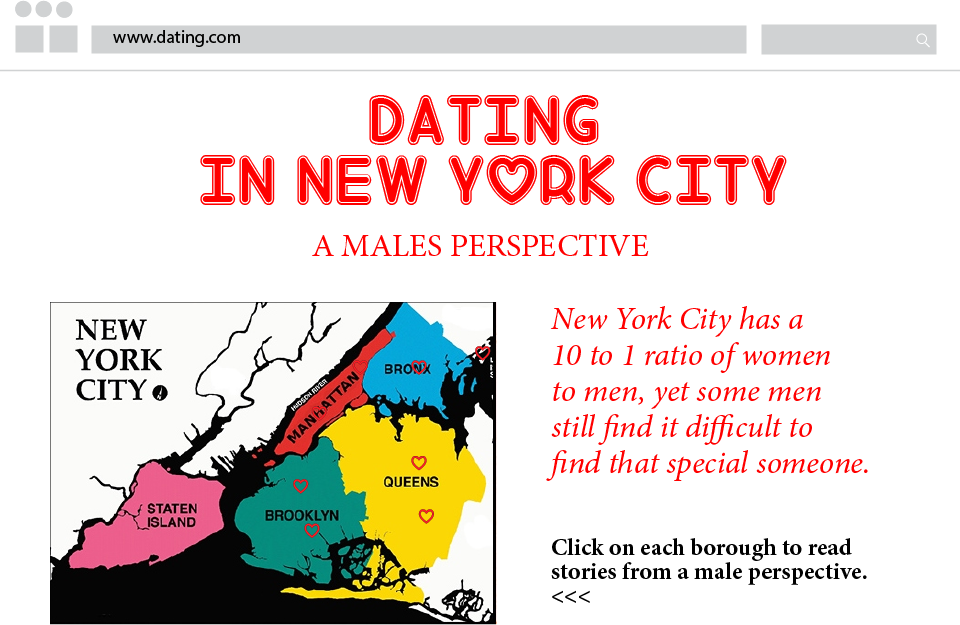 www.dating.com
DATING
IN NEW YORK CITY
A MALES PERSPECTIVE
NEW
YORK
CITY
HUDSON RIVER
MANHATTAN
BRONX
QUEENS
BROOKLYN
STATEN
ISLAND
New York City has a
10 to 1 ratio of women
to men, yet some men
still find it difficult to
find that special someone.
Click on each borough to read
stories from a male perspective.
<<<